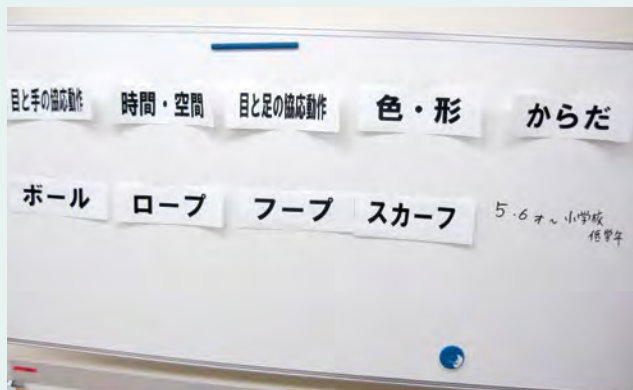 目と手の協応動作
時間・空間
目と足の協応動作
色・形
からだ
ボール
ロープ
フープ
スカーフ
5・6才〜小学校
低学年